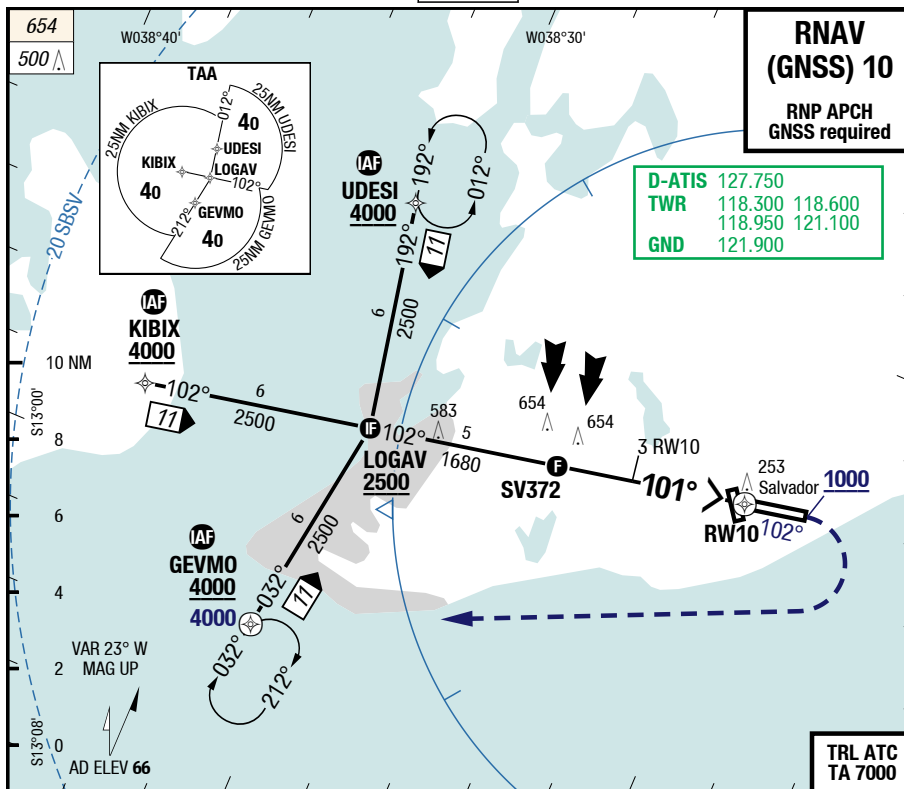 654
500
W038°40'
W038°30'
RNAV
(GNSS) 10
RNP APCH
GNSS required
TAA
25NM KIBIX
012°
25NM UDESI
40
UDESI
KIBIX
LOGAV
102°
40
GEVMO
212°
40
25NM GEVMO
20 SBSV
IAF
UDESI
4000
192°
012°
192°
11
6
2500
D-ATIS 127.750
TWR 118.300 118.600
118.950 121.100
GND 121.900
IAF
KIBIX
4000
102°
11
6
2500
10 NM
S13°00'
8
6
4
2
0
S13°08'
IF
102°
LOGAV
2500
583
5
1680
654
654
F
SV372
3 RW10
101°
253
Salvador
1000
RW10
102°
6
2500
IAF
GEVMO
4000
4000
032°
11
032°
212°
VAR 23° W
MAG UP
AD ELEV 66
TRL ATC
TA 7000